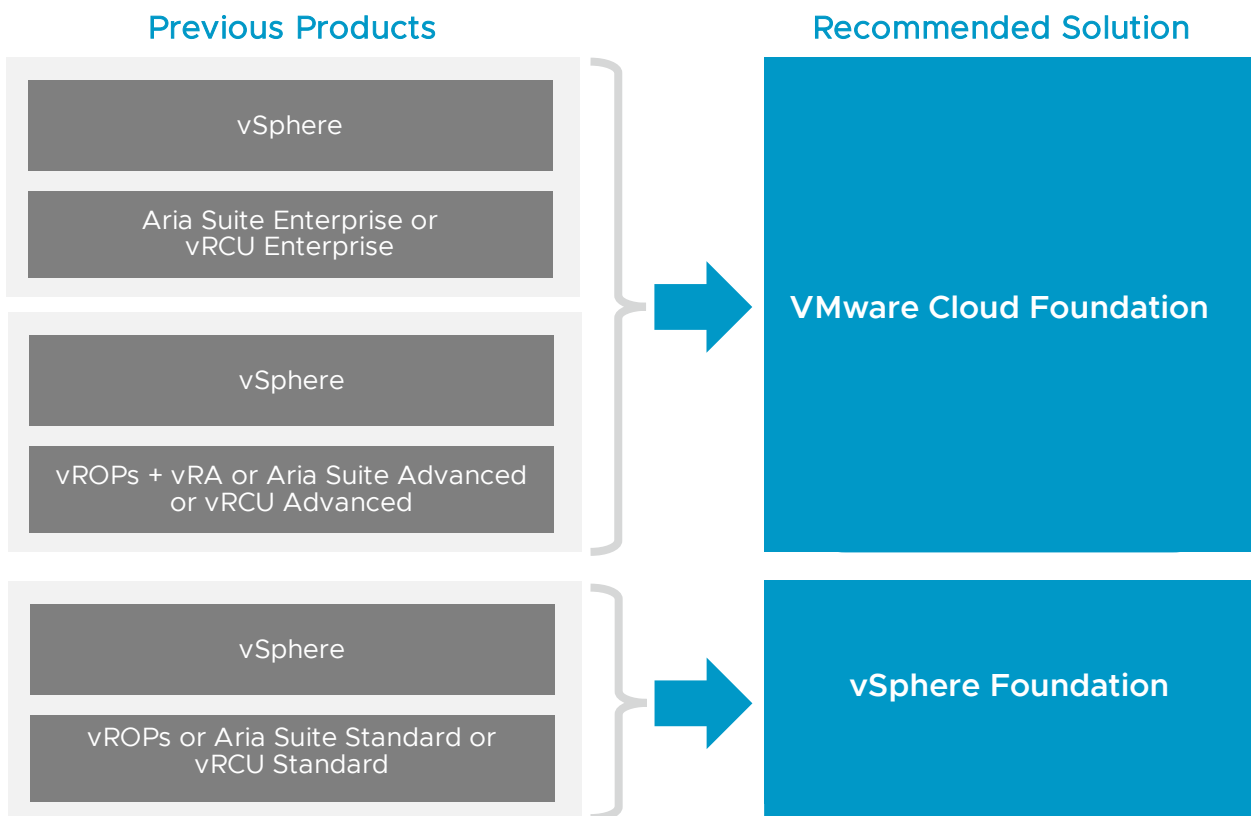 Previous Products
Recommended Solution
vSphere
Aria Suite Enterprise or
vRCU Enterprise
VMware Cloud Foundation
vSphere
vROPs + vRA or Aria Suite Advanced
or vRCU Advanced
vSphere
vROPs or Aria Suite Standard or
vRCU Standard
vSphere Foundation